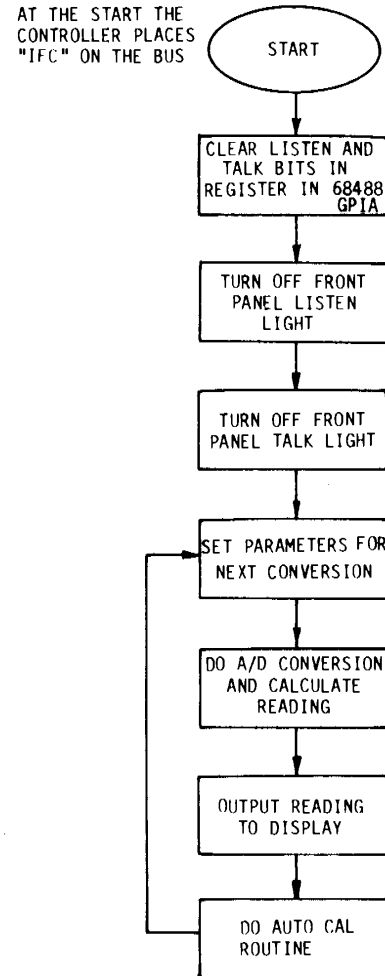 AT THE START THE
CONTROLLER PLACES
"IFC" ON THE BUS
START
CLEAR LISTEN AND
TALK BITS IN
REGISTER IN 68488
GPIA
TURN OFF FRONT
PANEL LISTEN
LIGHT
TURN OFF FRONT
PANEL TALK LIGHT
SET PARAMETERS FOR
NEXT CONVERSION
DO A/D CONVERSION
AND CALCULATE
READING
OUTPUT READING
TO DISPLAY
DO AUTO CAL
ROUTINE